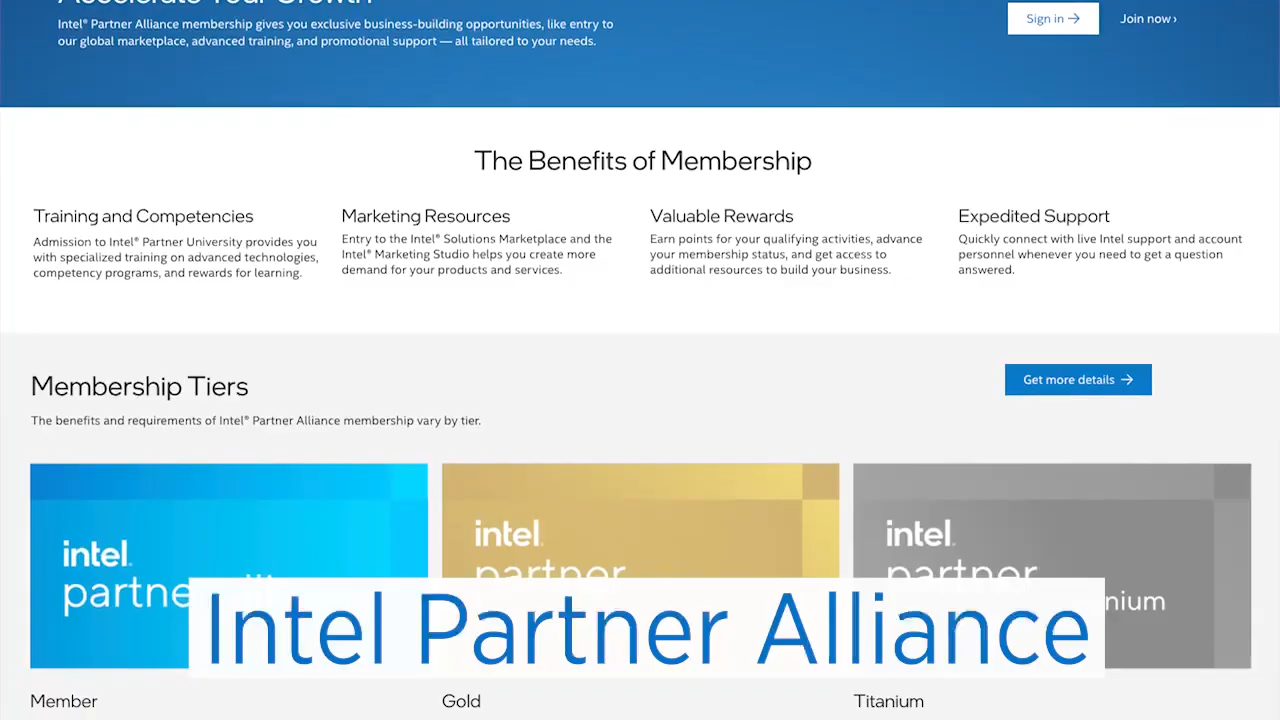 Accelerate Your Growth
Intel® Partner Alliance membership gives you exclusive business-building opportunities, like entry to
our global marketplace, advanced training, and promotional support — all tailored to your needs.
Sign in →
Join now ›
The Benefits of Membership
Training and Competencies
Admission to Intel® Partner University provides you
with specialized training on advanced technologies,
competency programs, and rewards for learning.
Marketing Resources
Entry to the Intel® Solutions Marketplace and the
Intel® Marketing Studio helps you create more
demand for your products and services.
Valuable Rewards
Earn points for your qualifying activities, advance
your membership status, and get access to
additional resources to build your business.
Expedited Support
Quickly connect with live Intel support and account
personnel whenever you need to get a question
answered.
Membership Tiers
Get more details →
The benefits and requirements of Intel® Partner Alliance membership vary by tier.
intel.
partne
intel.
partner
intel.
partner
nium
Intel Partner Alliance
Member
Gold
Titanium